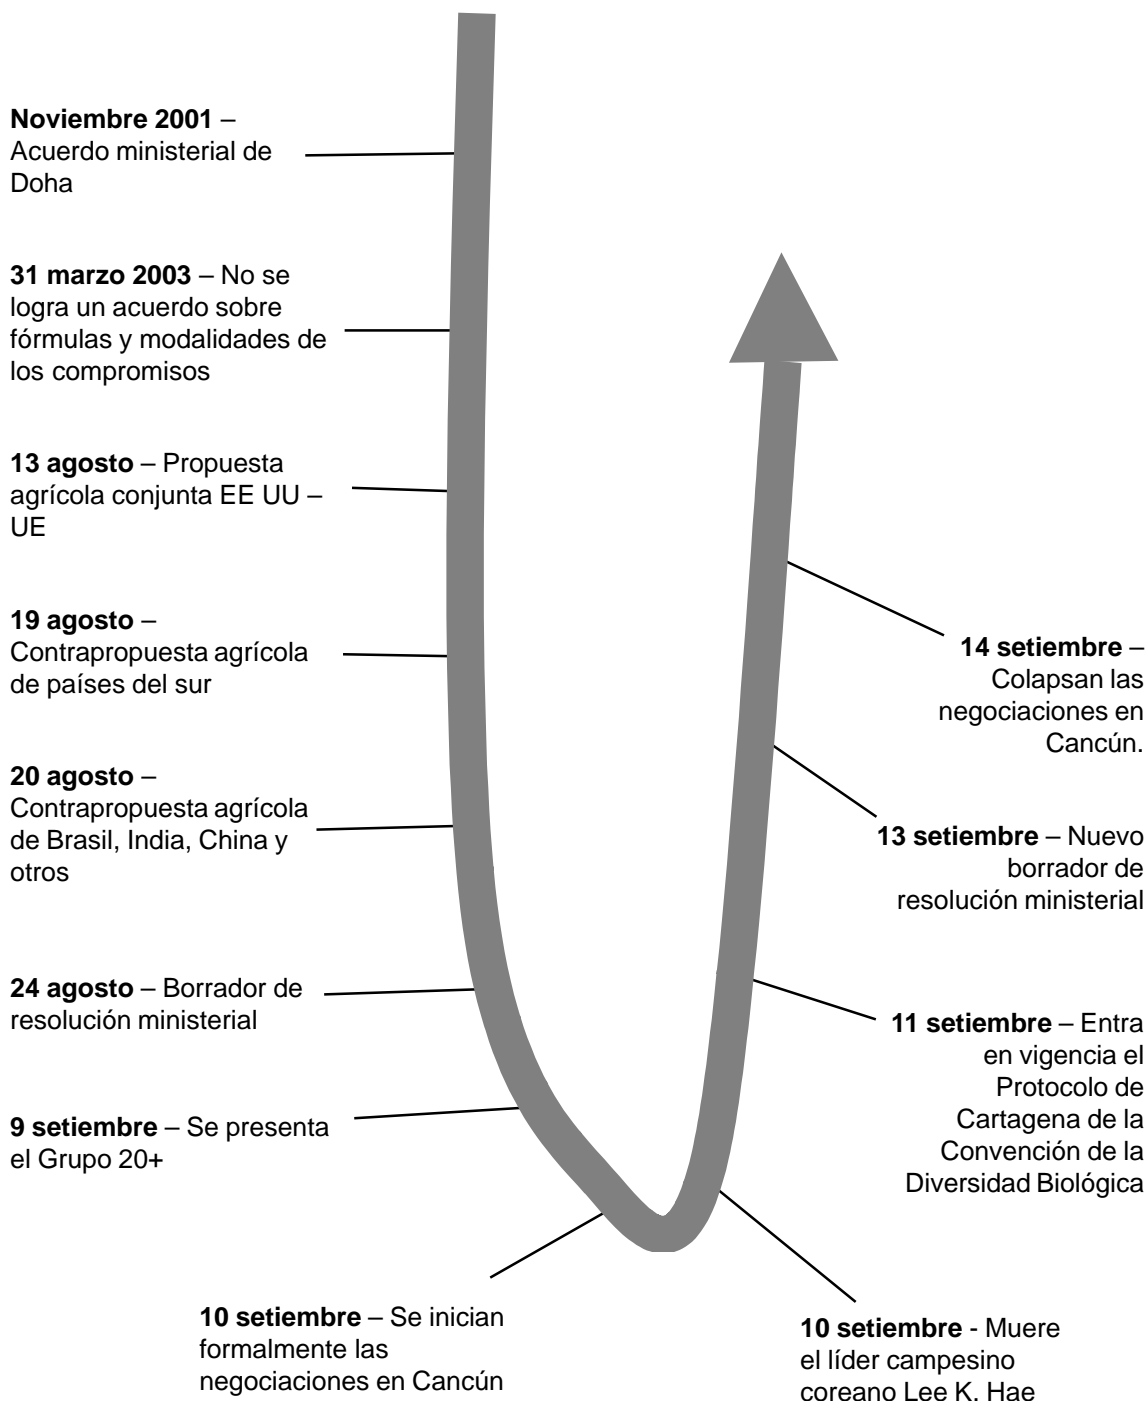 Noviembre 2001 –
Acuerdo ministerial de
Doha
31 marzo 2003 – No se
logra un acuerdo sobre
fórmulas y modalidades de
los compromisos
13 agosto – Propuesta
agrícola conjunta EE UU –
UE
19 agosto –
Contrapropuesta agrícola
de países del sur
20 agosto –
Contrapropuesta agrícola
de Brasil, India, China y
otros
24 agosto – Borrador de
resolución ministerial
9 setiembre – Se presenta
el Grupo 20+
10 setiembre – Se inician
formalmente las
negociaciones en Cancún
10 setiembre - Muere
el líder campesino
coreano Lee K. Hae
11 setiembre – Entra
en vigencia el
Protocolo de
Cartagena de la
Convención de la
Diversidad Biológica
13 setiembre – Nuevo
borrador de
resolución ministerial
14 setiembre –
Colapsan las
negociaciones en
Cancún.